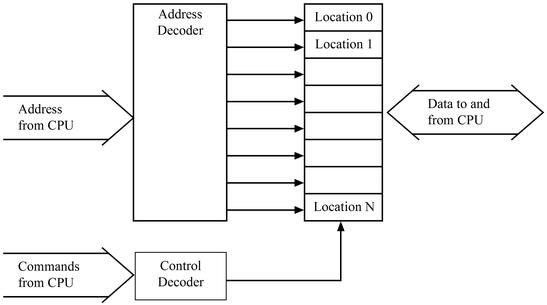 Address
Decoder
Location 0
Location 1
Address
from CPU
Data to and
from CPU
Location N
Commands
from CPU
Control
Decoder